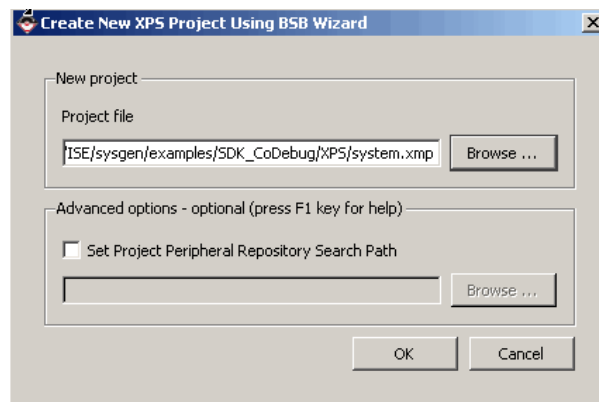 Create New XPS Project Using BSB Wizard
New project
Project file
'ISE/sysgen/examples/SDK_CoDebug/XPS/system.xmp
Browse ...
Advanced options - optional (press F1 key for help)
Set Project Peripheral Repository Search Path
Browse ...
OK
Cancel